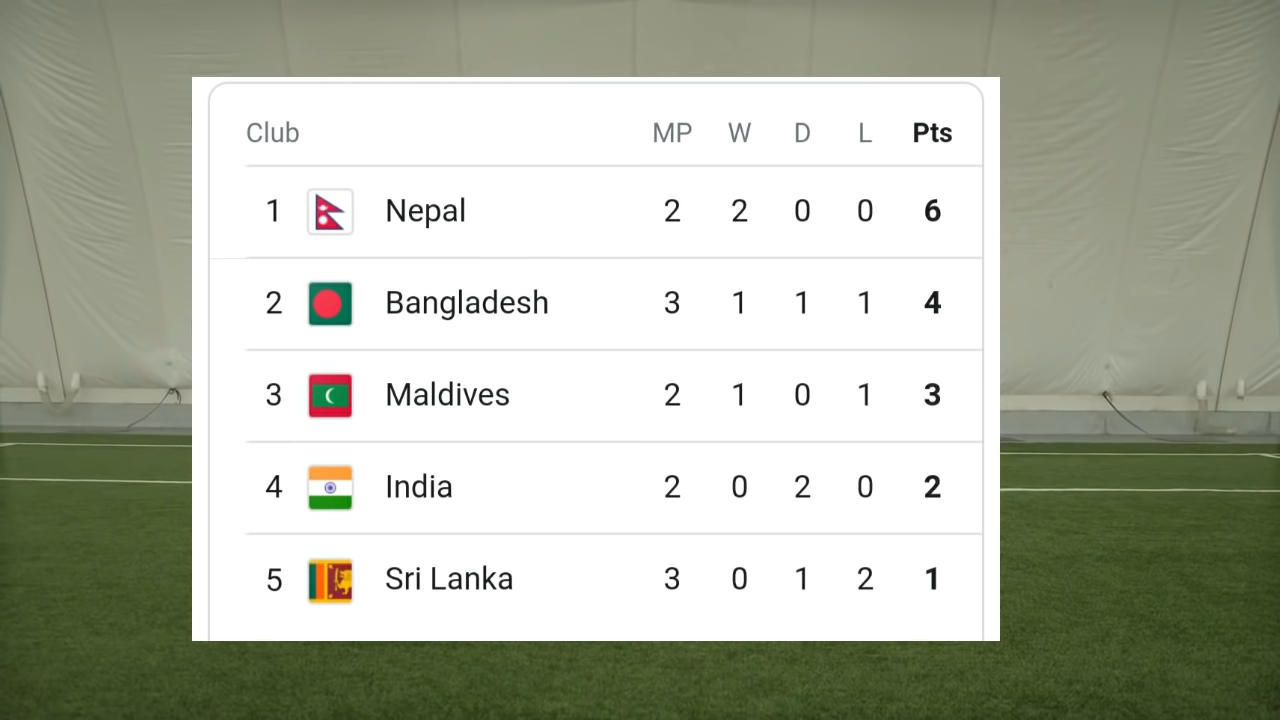 Club MP W D L Pts
1 Nepal 2 2 0 0 6
2 Bangladesh 3 1 1 1 4
3 Maldives 2 1 0 1 3
4 India 2 0 2 0 2
5 Sri Lanka 3 0 1 2 1